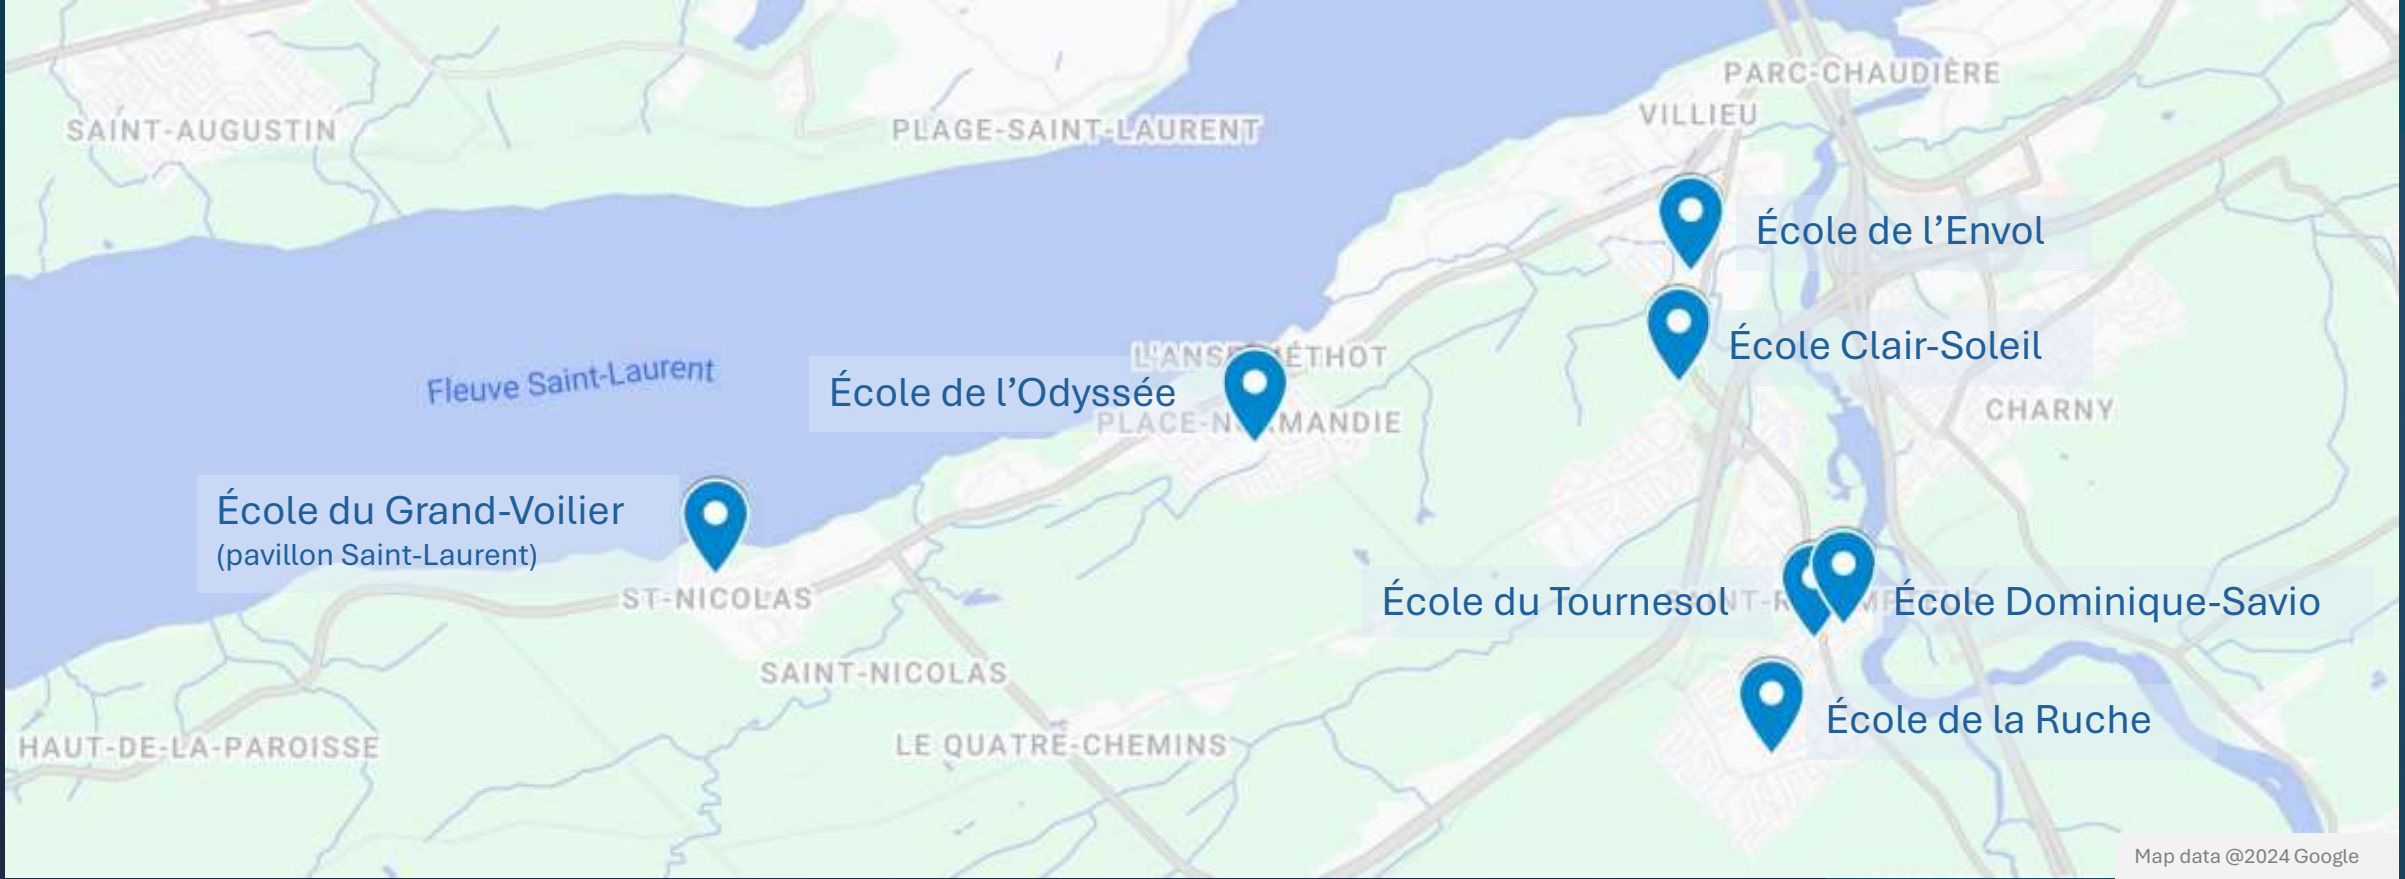 PARC-CHAUDIÈRE
VILLIEU
SAINT-AUGUSTIN
PLAGE-SAINT-LAURENT
École de l’Envol
École Clair-Soleil
Fleuve Saint-Laurent
École de l’Odyssée
CHARNY
École du Grand-Voilier
(pavillon Saint-Laurent)
ST-NICOLAS
École du Tournesol
École Dominique-Savio
SAINT-NICOLAS
École de la Ruche
HAUT-DE-LA-PAROISSE
LE QUATRE-CHEMINS
Map data @2024 Google